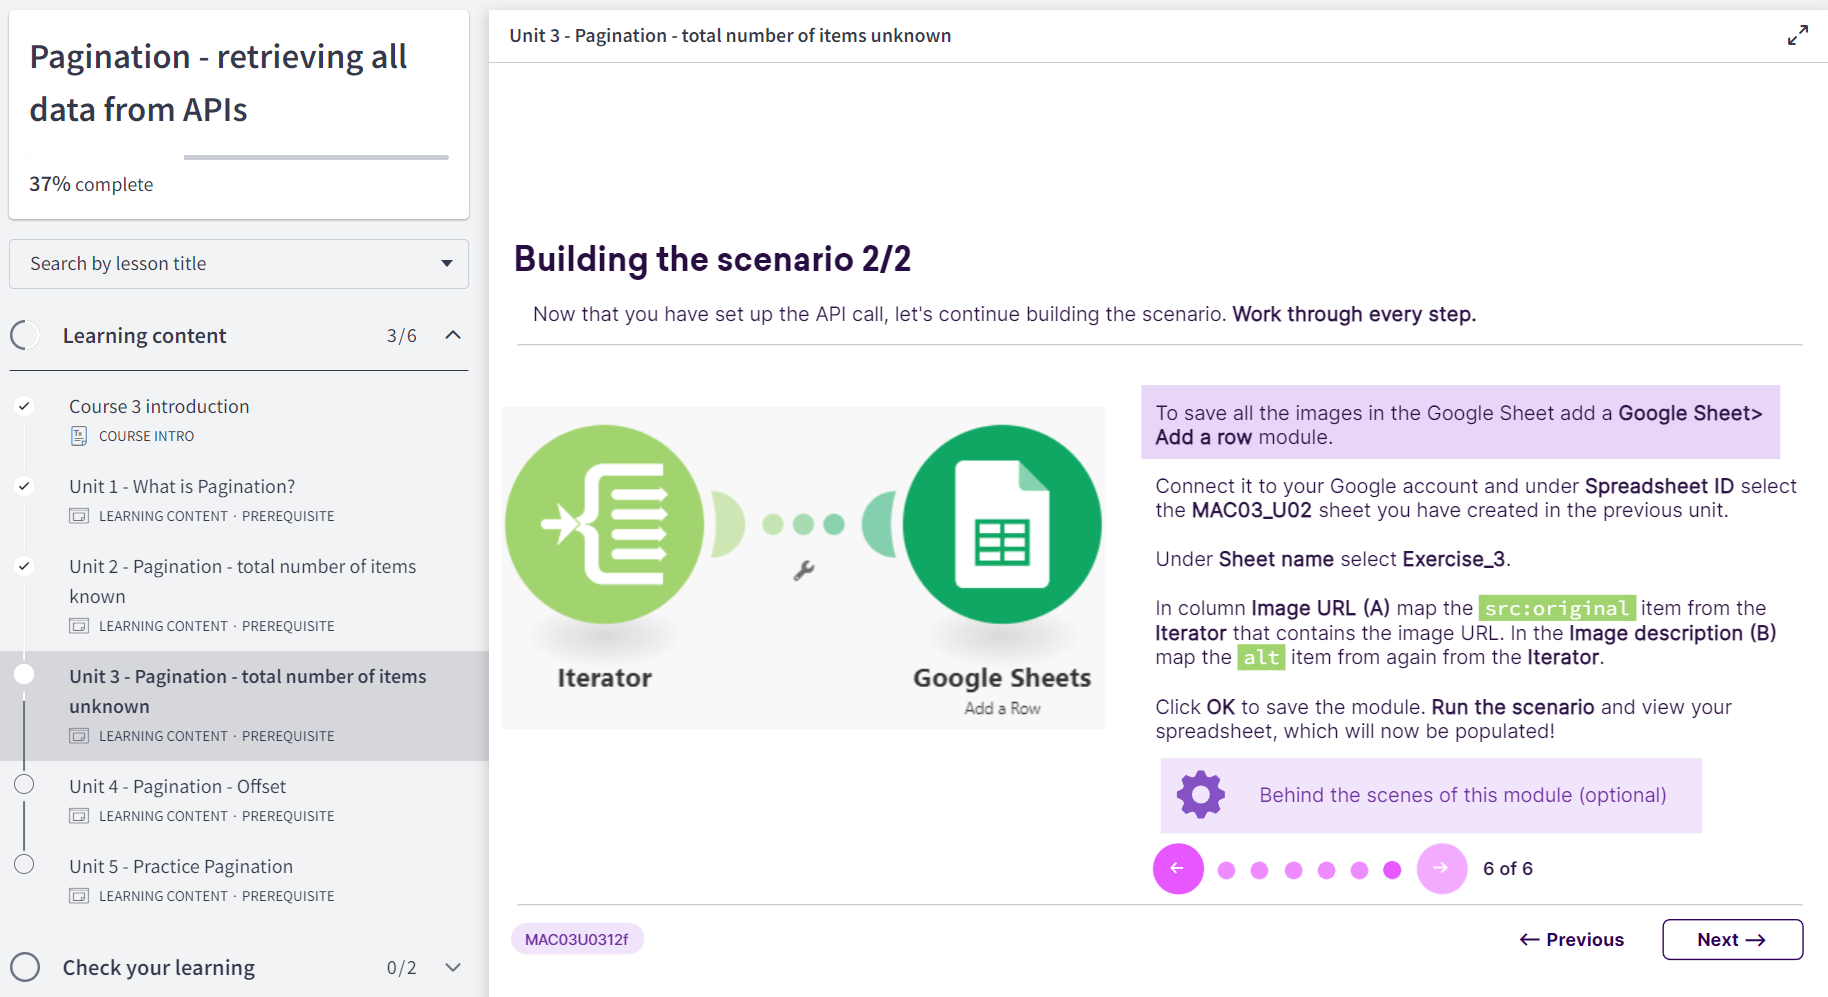 Pagination - retrieving all
data from APIs
37% complete
Search by lesson title
Learning content 3/6
Course 3 introduction
Tx COURSE INTRO
Unit 1 - What is Pagination?
LEARNING CONTENT · PREREQUISITE
Unit 2 - Pagination - total number of items
known
LEARNING CONTENT · PREREQUISITE
Unit 3 - Pagination - total number of items
unknown
LEARNING CONTENT · PREREQUISITE
Unit 4 - Pagination - Offset
LEARNING CONTENT · PREREQUISITE
Unit 5 - Practice Pagination
LEARNING CONTENT · PREREQUISITE
Check your learning 0/2
Unit 3 - Pagination - total number of items unknown
Building the scenario 2/2
Now that you have set up the API call, let's continue building the scenario. Work through every step.
Iterator
Google Sheets
Add a Row
To save all the images in the Google Sheet add a Google Sheet>
Add a row module.
Connect it to your Google account and under Spreadsheet ID select
the MAC03_U02 sheet you have created in the previous unit.
Under Sheet name select Exercise_3.
In column Image URL (A) map the src:original item from the
Iterator that contains the image URL. In the Image description (B)
map the alt item from again from the Iterator.
Click OK to save the module. Run the scenario and view your
spreadsheet, which will now be populated!
Behind the scenes of this module (optional)
← → 6 of 6
MAC03U0312f
← Previous
Next →